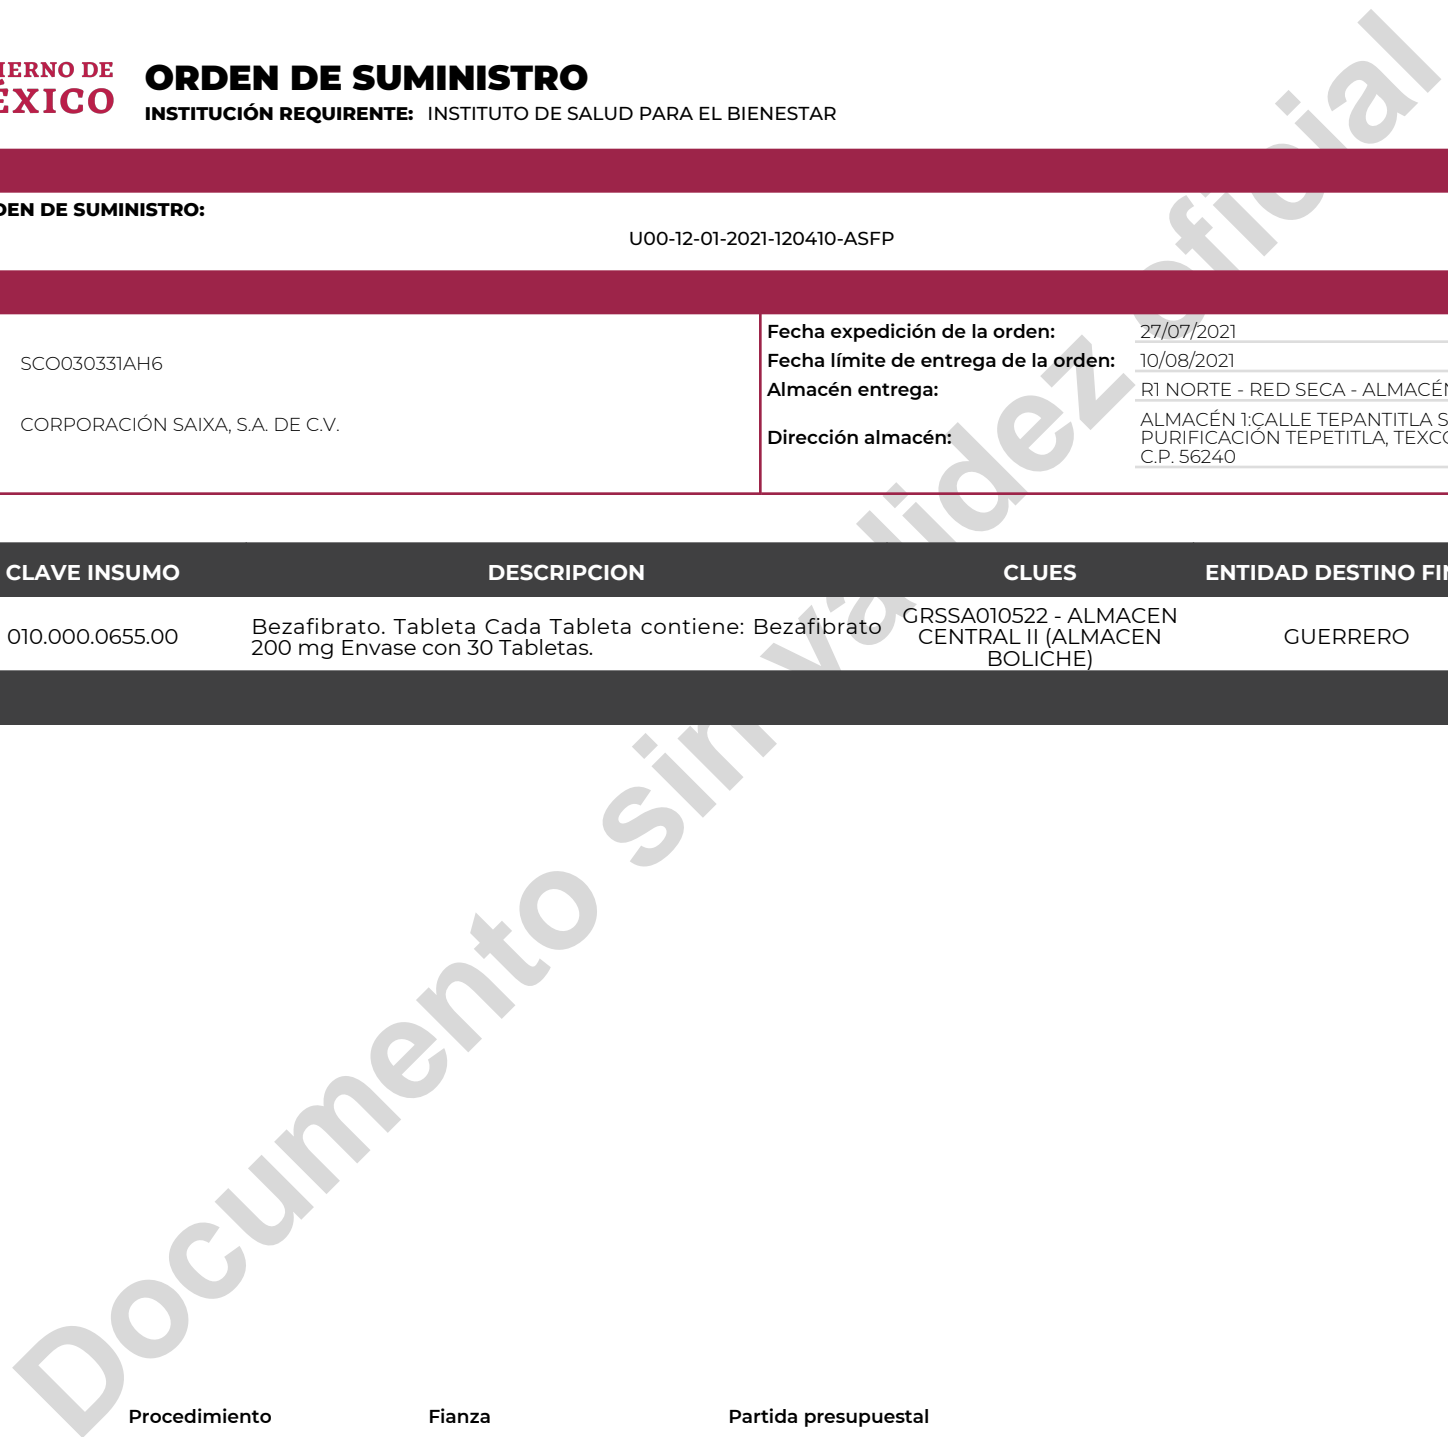 IERNO DE
ÉXICO
ORDEN DE SUMINISTRO
INSTITUCIÓN REQUIRENTE: INSTITUTO DE SALUD PARA EL BIENESTAR
DEN DE SUMINISTRO:
U00-12-01-2021-120410-ASFP
SCO030331AH6
CORPORACIÓN SAIXA, S.A. DE C.V.
Fecha expedición de la orden: 27/07/2021
Fecha límite de entrega de la orden: 10/08/2021
Almacén entrega: R1 NORTE - RED SECA - ALMACÉN
Dirección almacén:
ALMACÉN 1:CALLE TEPANTITLA S
PURIFICACIÓN TEPETITLA, TEXCO
C.P. 56240
CLAVE INSUMO DESCRIPCION CLUES ENTIDAD DESTINO FIN
010.000.0655.00
Bezafibrato. Tableta Cada Tableta contiene: Bezafibrato
200 mg Envase con 30 Tabletas.
GRSSA010522 - ALMACEN
CENTRAL II (ALMACEN
BOLICHE)
GUERRERO
Documento sin validez oficial
Procedimiento Fianza Partida presupuestal